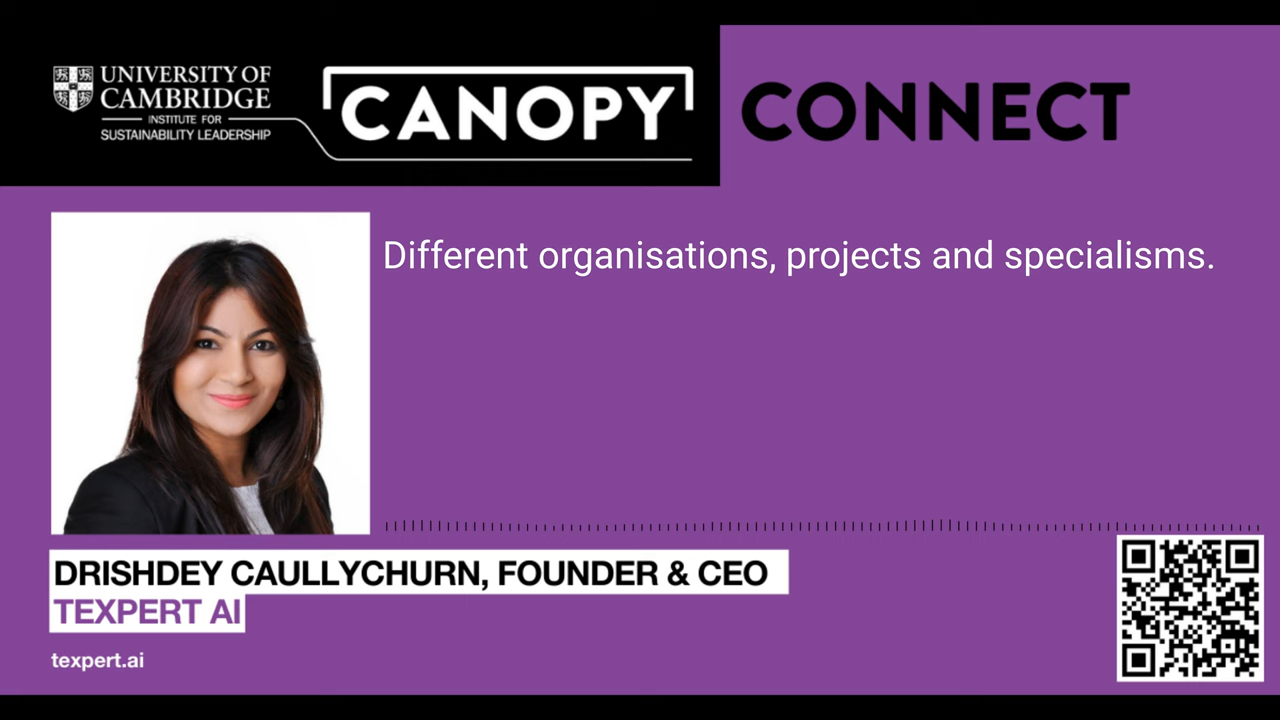 UNIVERSITY OF
CAMBRIDGE
INSTITUTE FOR
SUSTAINABILITY LEADERSHIP
CANOPY
CONNECT
Different organisations, projects and specialisms.
DRISHDEY CAULLYCHURN, FOUNDER & CEO
TEXPERT AI
texpert.ai